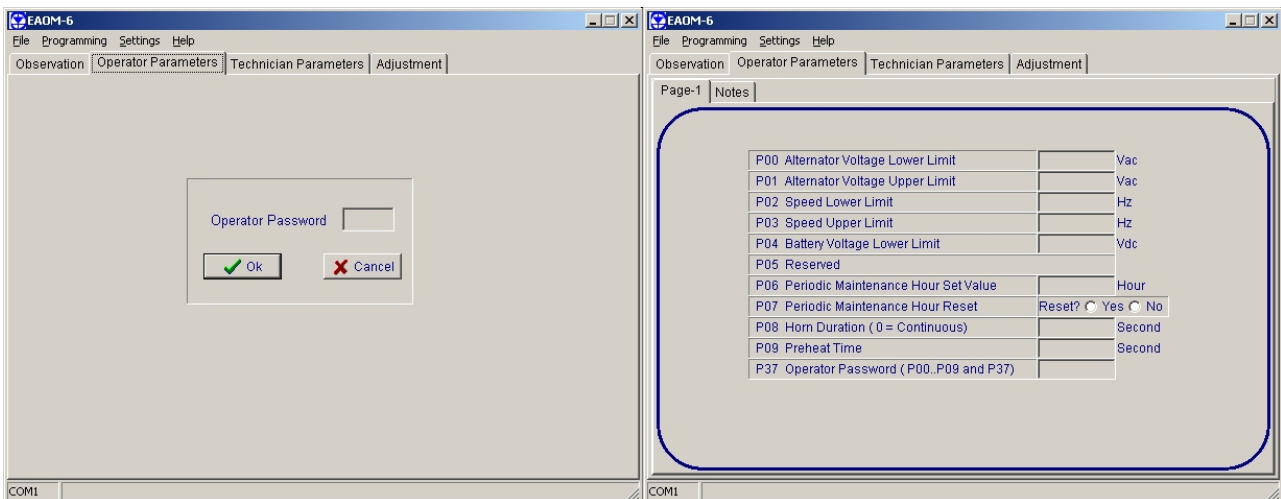 EAOM-6
File Programming Settings Help
Observation Operator Parameters Technician Parameters Adjustment
Operator Password
Ok Cancel
COM1
EAOM-6
File Programming Settings Help
Observation Operator Parameters Technician Parameters Adjustment
Page-1 Notes
P00 Alternator Voltage Lower Limit Vac
P01 Alternator Voltage Upper Limit Vac
P02 Speed Lower Limit Hz
P03 Speed Upper Limit Hz
P04 Battery Voltage Lower Limit Vdc
P05 Reserved
P06 Periodic Maintenance Hour Set Value Hour
P07 Periodic Maintenance Hour Reset Reset? Yes No
P08 Horn Duration ( 0 = Continuous) Second
P09 Preheat Time Second
P37 Operator Password ( P00..P09 and P37)
COM1